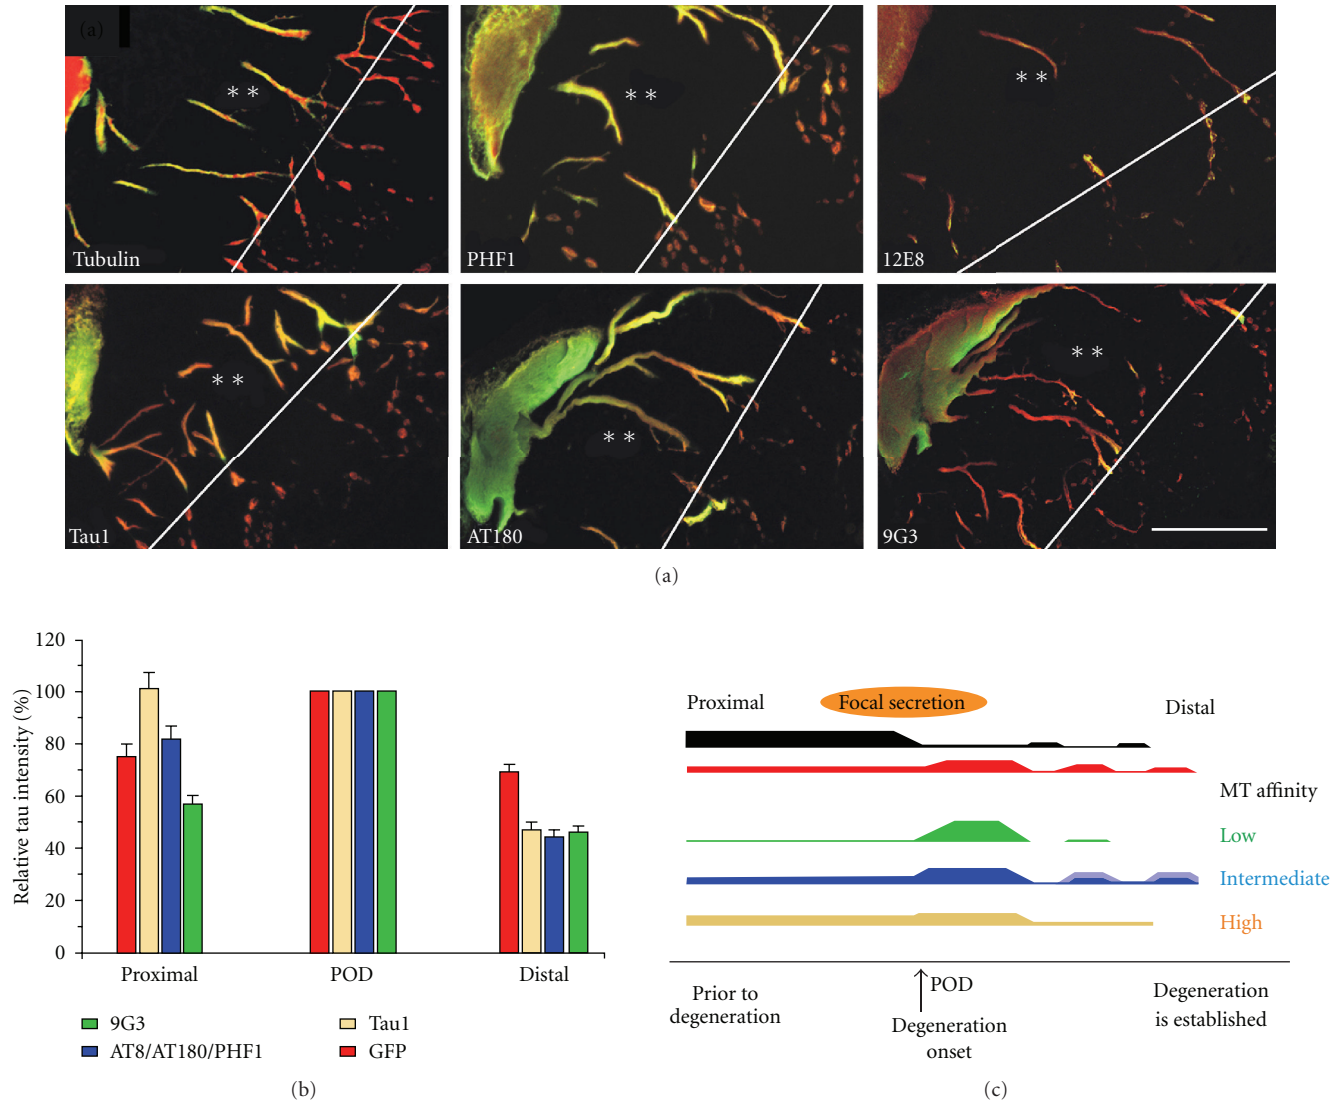 (a)
* *
Tubulin
* *
PHF1
* *
12E8
* *
Tau1
* *
AT180
* *
9G3
(a)
Relative tau intensity (%)
120
100
80
60
40
20
0
Proximal
POD
Distal
9G3
AT8/AT180/PHF1
Tau1
GFP
(b)
Proximal
Focal secretion
Distal
MT affinity
Low
Intermediate
High
Prior to
degeneration
POD
Degeneration
onset
Degeneration
is established
(c)